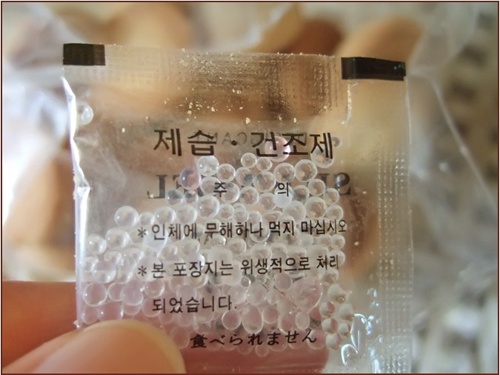 제습·건조제
주 의
* 인체에 무해하나 먹지 마십시오
* 본 포장지는 위생적으로 처리
되었습니다.
食べられません